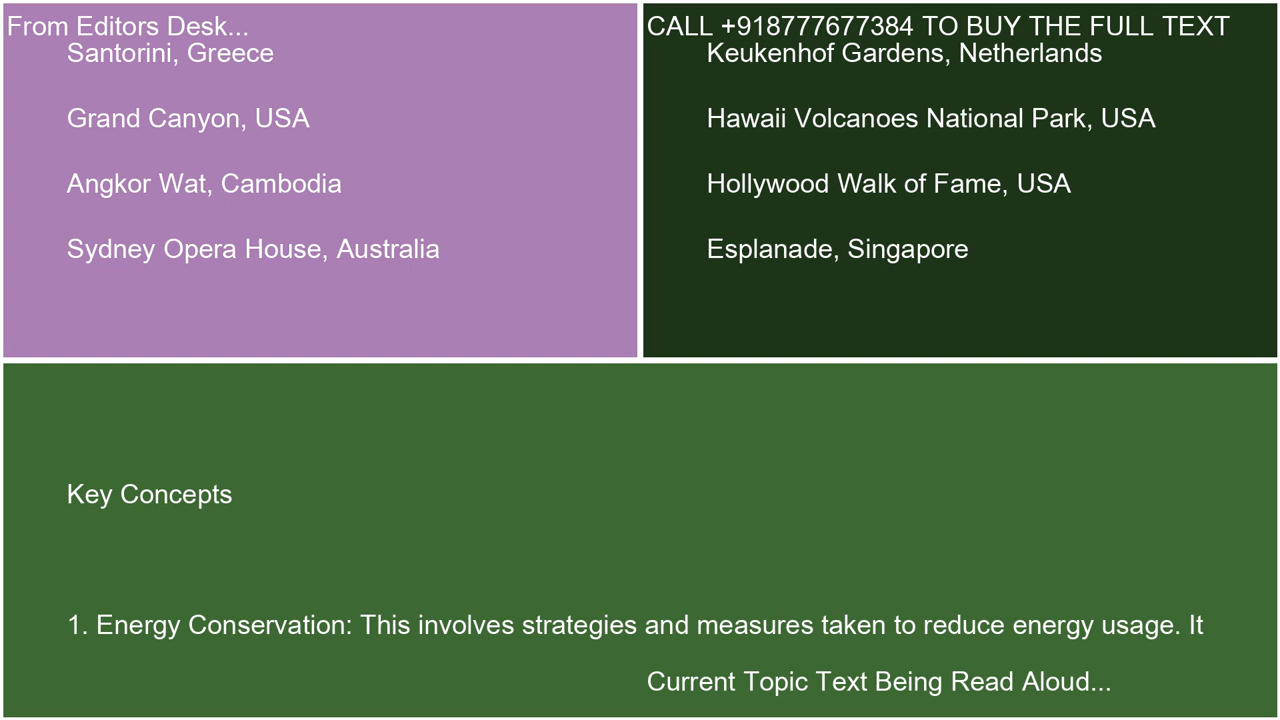 From Editors Desk...
Santorini, Greece
Grand Canyon, USA
Angkor Wat, Cambodia
Sydney Opera House, Australia
CALL +918777677384 TO BUY THE FULL TEXT
Keukenhof Gardens, Netherlands
Hawaii Volcanoes National Park, USA
Hollywood Walk of Fame, USA
Esplanade, Singapore
Key Concepts
1. Energy Conservation: This involves strategies and measures taken to reduce energy usage. It
Current Topic Text Being Read Aloud...